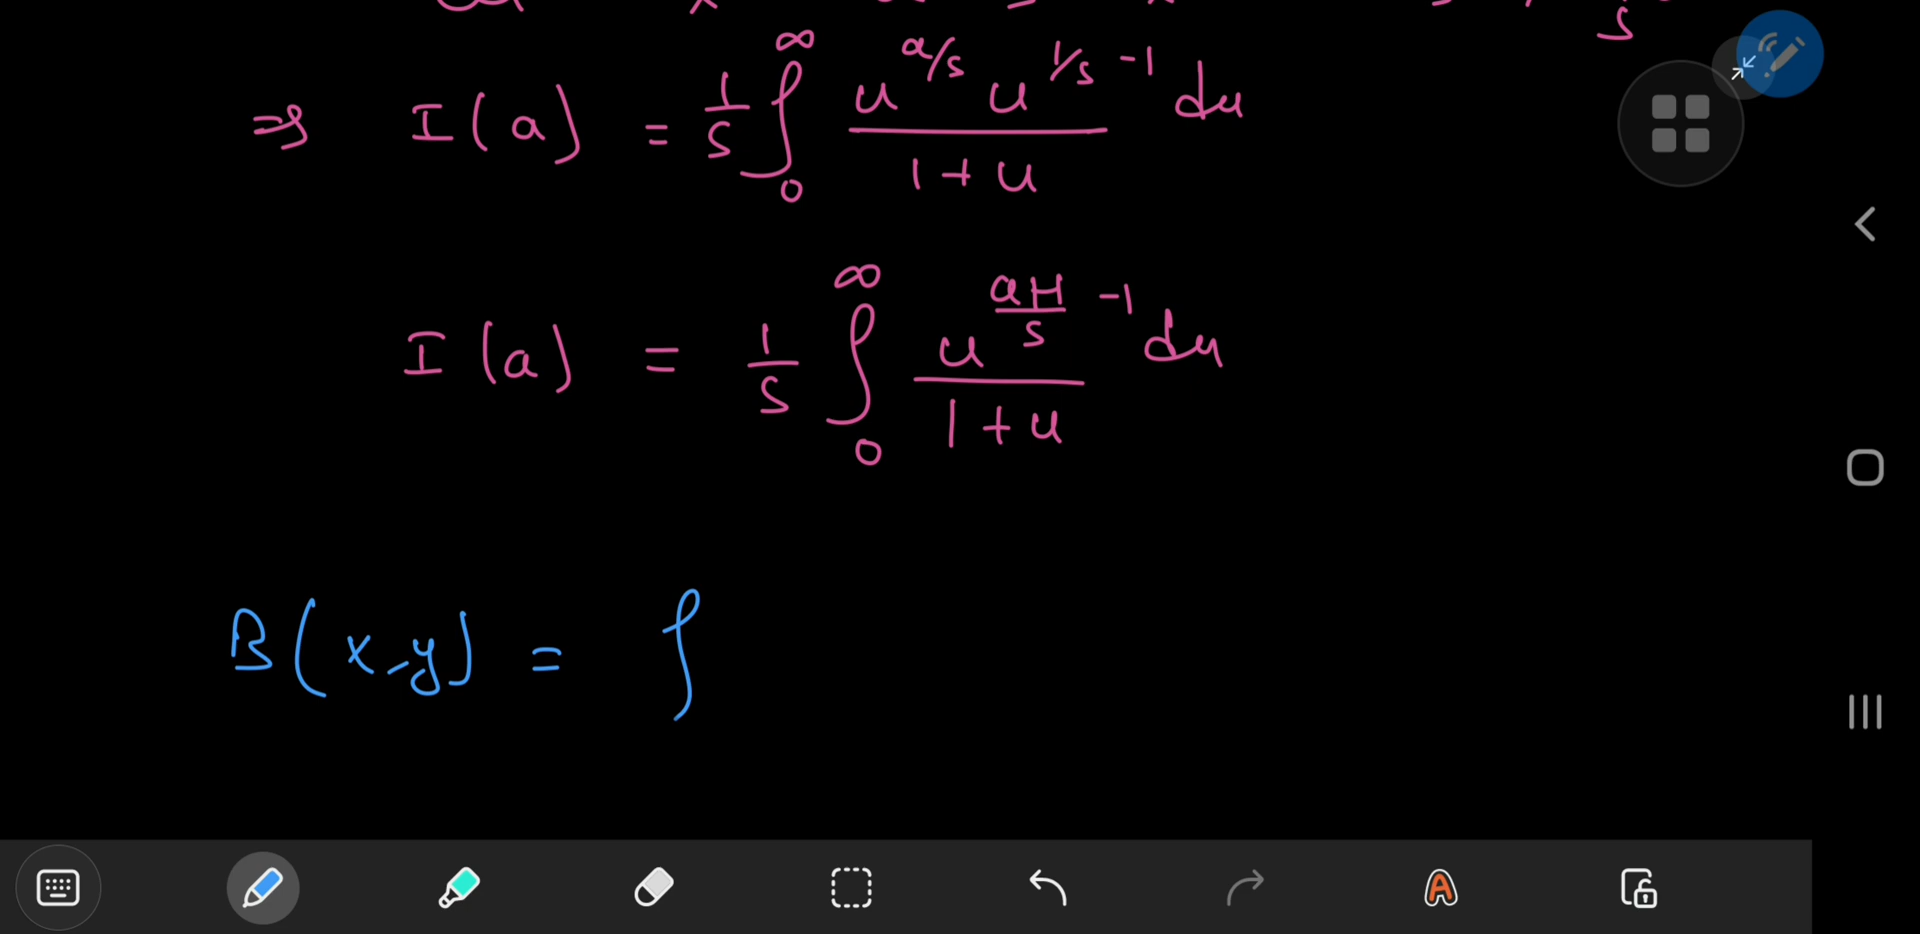 ⇒ I(a) = 1/s ∫₀^∞ u^(a/s) u^(1/s -1) du / 1+u
I(a) = 1/s ∫₀^∞ u^((a+1)/s -1) du / 1+u
B(x,y) = ∫